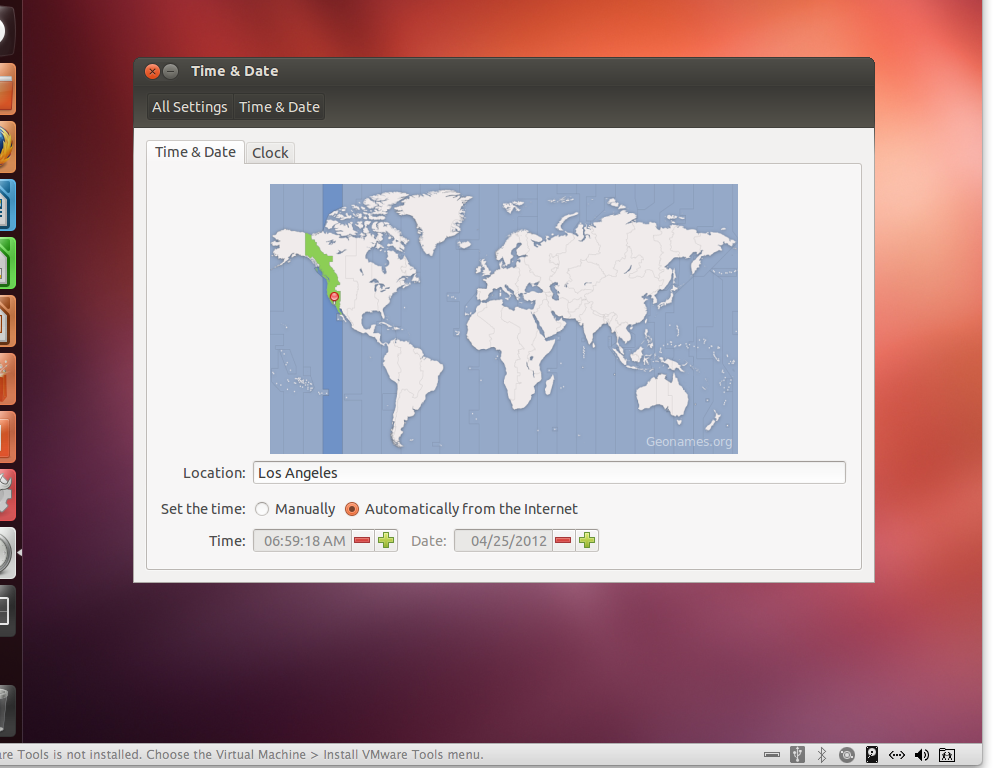 Time & Date
All Settings Time & Date
Time & Date Clock
Geonames.org
Location: Los Angeles
Set the time: Manually Automatically from the Internet
Time: 06:59:18 AM Date: 04/25/2012
Tools is not installed. Choose the Virtual Machine > Install VMware Tools menu.